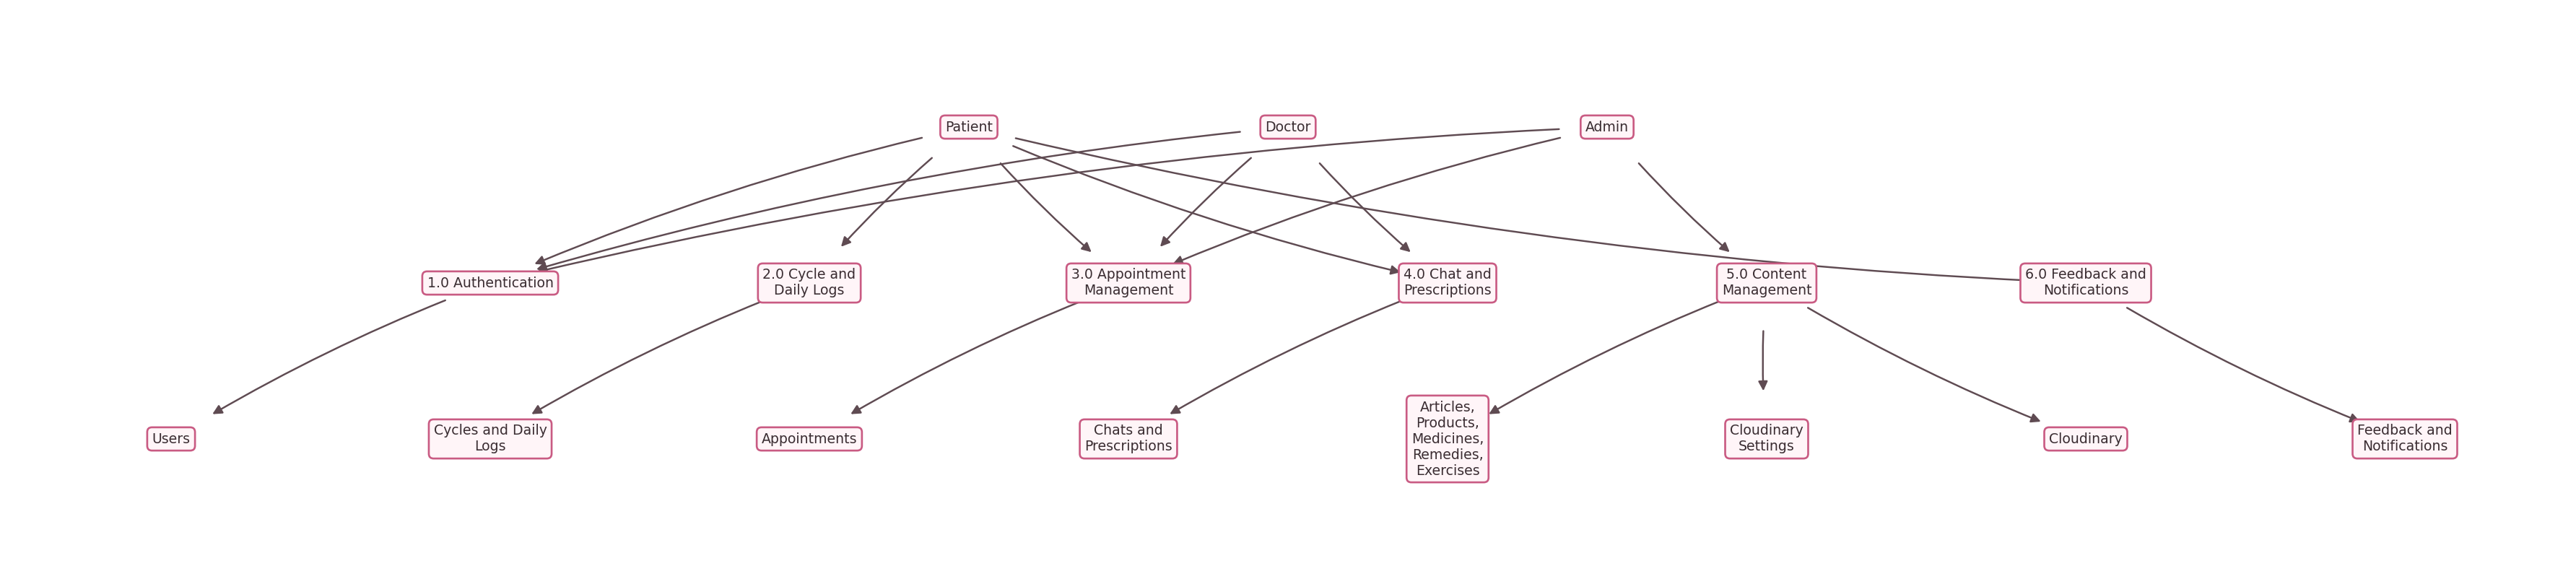 Patient
Doctor
Admin
1.0 Authentication
2.0 Cycle and
Daily Logs
3.0 Appointment
Management
4.0 Chat and
Prescriptions
5.0 Content
Management
6.0 Feedback and
Notifications
Users
Cycles and Daily
Logs
Appointments
Chats and
Prescriptions
Articles,
Products,
Medicines,
Remedies,
Exercises
Cloudinary
Settings
Cloudinary
Feedback and
Notifications